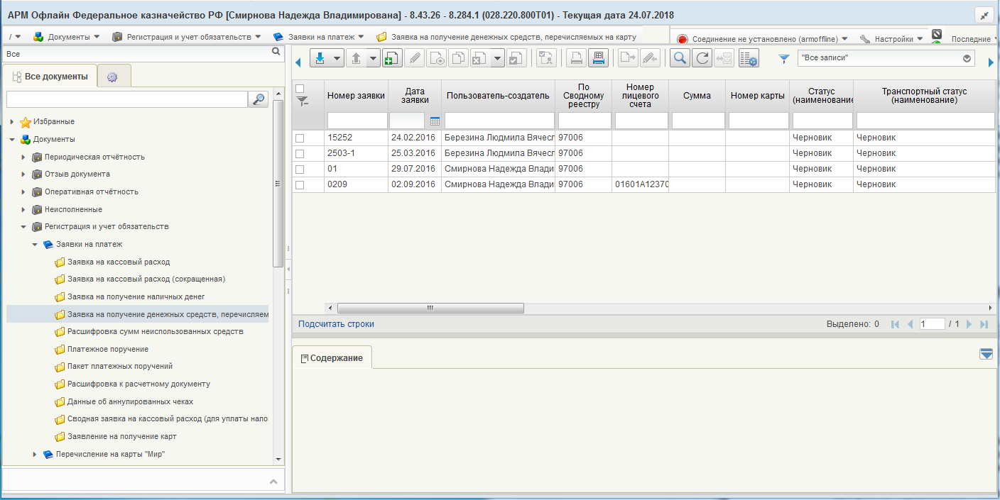 АРМ Офлайн Федеральное казначейство РФ [Смирнова Надежда Владимировна] - 8.43.26 - 8.284.1 (028.220.800T01) - Текущая дата 24.07.2018
/ Документы Регистрация и учет обязательств Заявки на платеж Заявка на получение денежных средств, перечисляемых на карту Соединение не установлено (armoffline) Настройки Последние
Все
Все документы
"Все записи"
Номер заявки Дата заявки Пользователь-создатель По Сводному реестру Номер лицевого счета Сумма Номер карты Статус (наименование Транспортный статус (наименование)
15252 24.02.2016 Березина Людмила Вячесл 97006 Черновик Черновик
2503-1 25.03.2016 Березина Людмила Вячесл 97006 Черновик Черновик
01 29.07.2016 Смирнова Надежда Влади 97006 Черновик Черновик
0209 02.09.2016 Смирнова Надежда Влади 97006 01601А12370 Черновик Черновик
Избранные
Документы
Периодическая отчётность
Отзыв документа
Оперативная отчётность
Неисполненные
Регистрация и учет обязательств
Заявки на платеж
Заявка на кассовый расход
Заявка на кассовый расход (сокращенная)
Заявка на получение наличных денег
Заявка на получение денежных средств, перечисляем
Расшифровка сумм неиспользованных средств
Платежное поручение
Пакет платежных поручений
Расшифровка к расчетному документу
Данные об аннулированных чеках
Сводная заявка на кассовый расход (для уплаты нало
Заявление на получение карт
Перечисление на карты "Мир"
Подсчитать строки Выделено: 0 1 / 1
Содержание